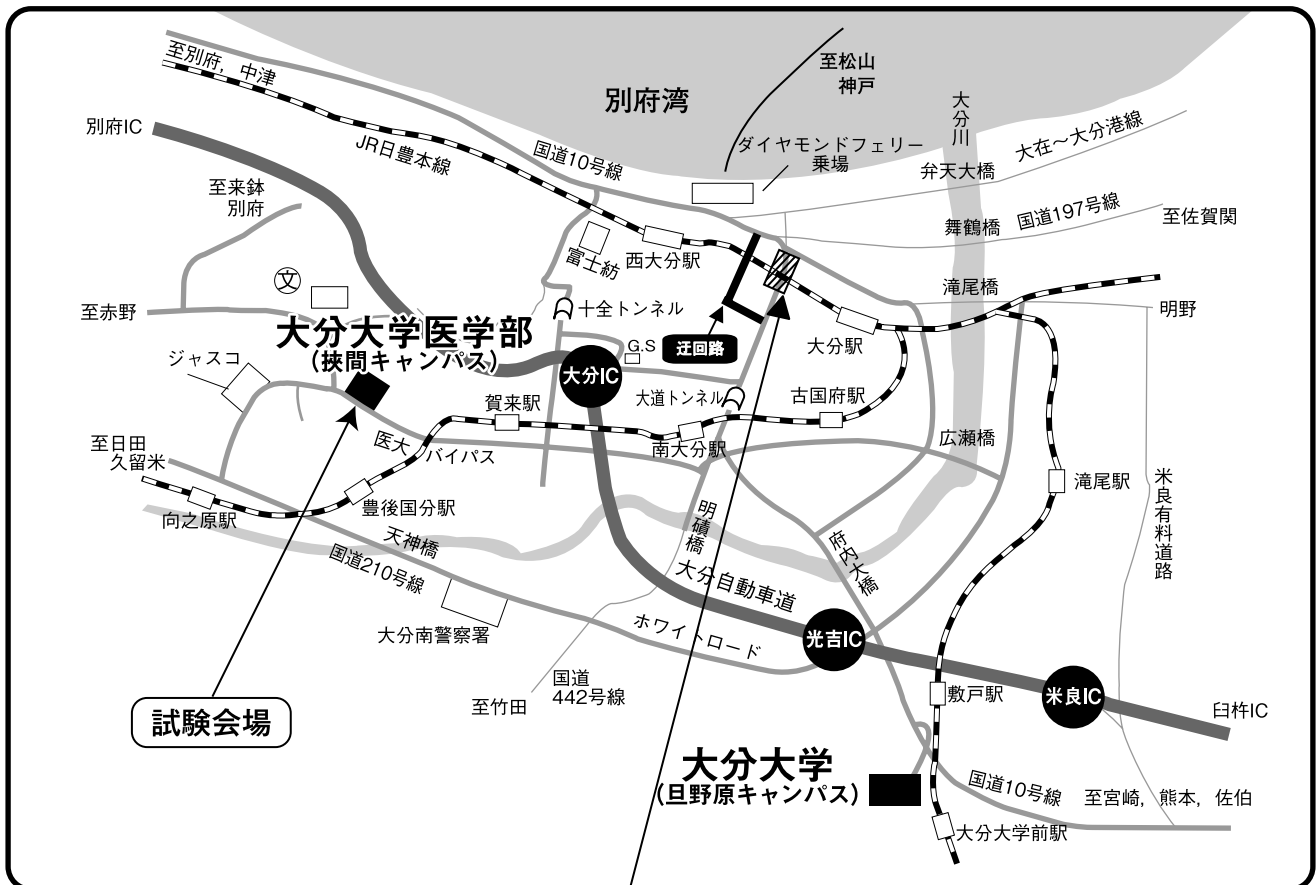 至別府，中津
別府湾
至松山
神戸
大分川
ダイヤモンドフェリー
乗場
別府IC
JR日豊本線
国道10号線
弁天大橋
大在〜大分港線
至来鉢
別府
舞鶴橋
国道197号線
至佐賀関
富士紡
西大分駅
文
滝尾橋
至赤野
十全トンネル
明野
大分大学医学部
（挾間キャンパス）
G.S
迂回路
大分駅
ジャスコ
大分IC
大道トンネル
古国府駅
賀来駅
至日田
久留米
医大バイパス
南大分駅
広瀬橋
滝尾駅
米良有料道路
向之原駅
豊後国分駅
天神橋
明磧橋
府内大橋
国道210号線
大分自動車道
大分南警察署
ホワイトロード
光吉IC
国道
442号線
至竹田
敷戸駅
米良IC
臼杵IC
試験会場
大分大学
（旦野原キャンパス）
国道10号線
至宮崎，熊本，佐伯
大分大学前駅